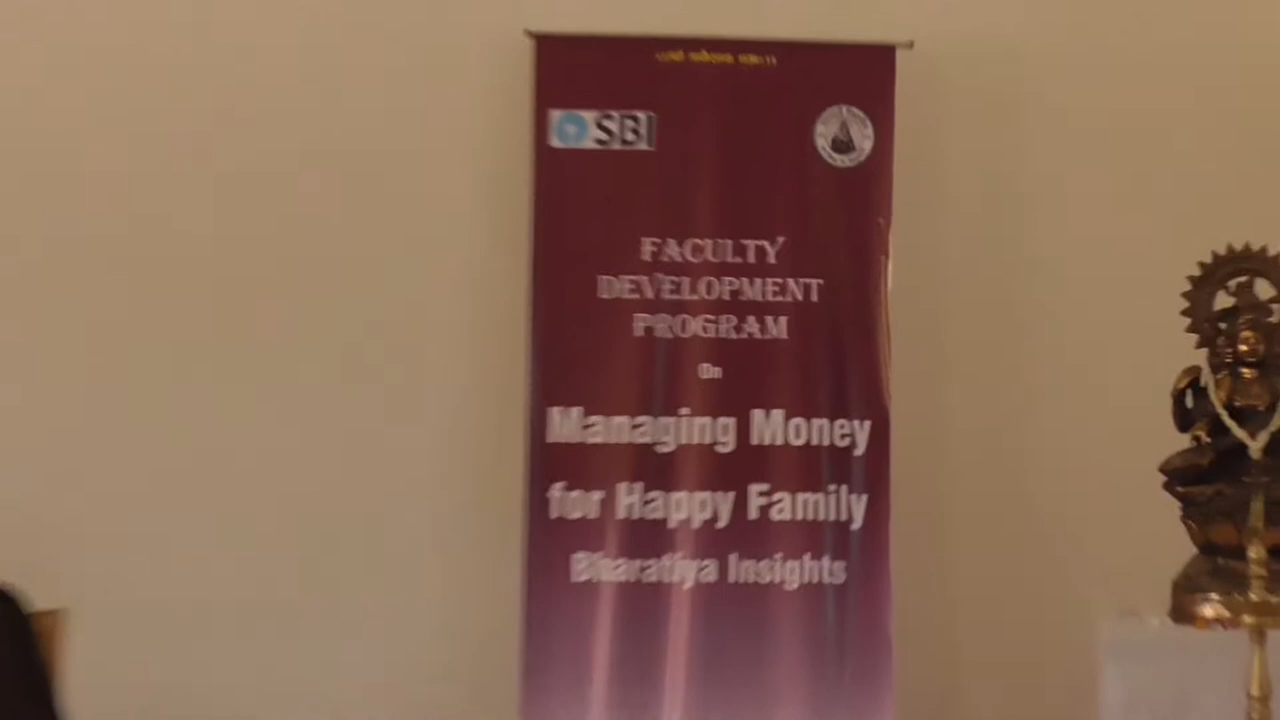 SBI
FACULTY
DEVELOPMENT
PROGRAM
On
Managing Money
for Happy Family
Bharatiya Insights